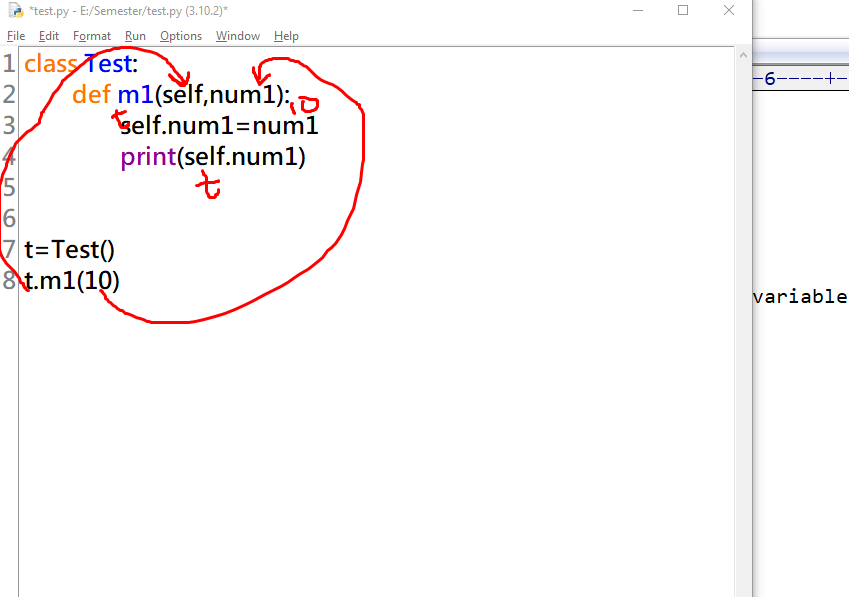 *test.py - E:/Semester/test.py (3.10.2)*
File Edit Format Run Options Window Help
1 class Test:
2 def m1(self,num1):
10
t
3 self.num1=num1
4 print(self.num1)
t
5
6
7 t=Test()
8 t.m1(10)
-6----+-
variable